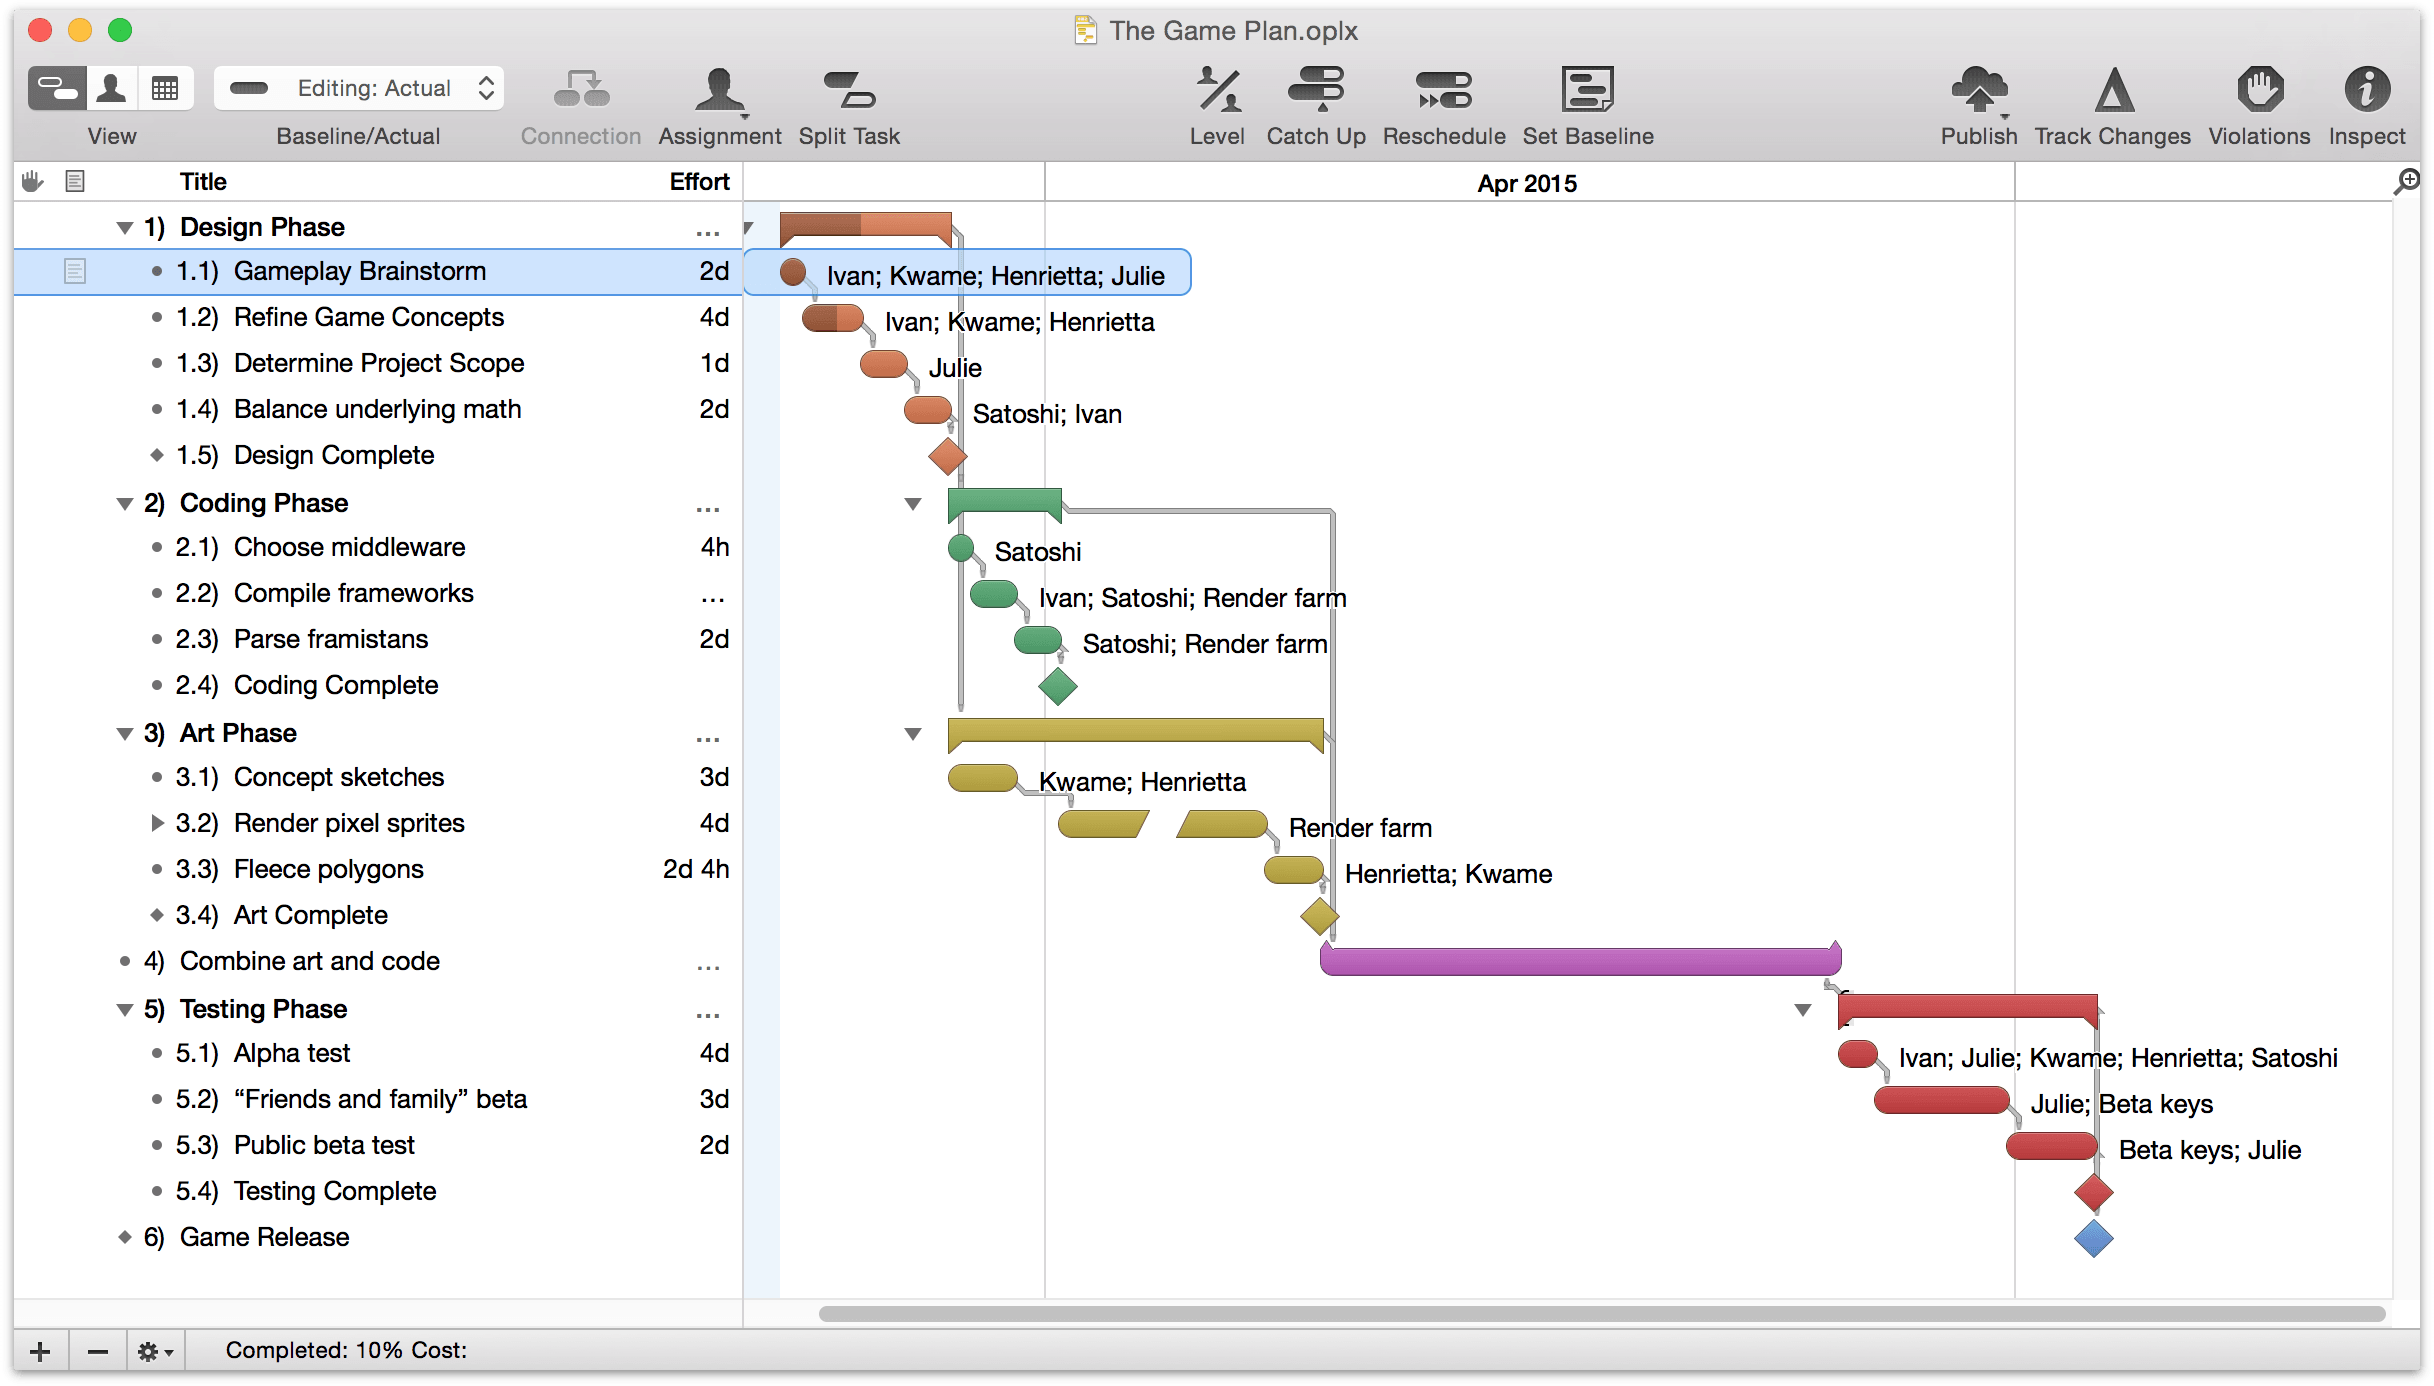 The Game Plan.oplx
Editing: Actual
View Baseline/Actual Connection Assignment Split Task Level Catch Up Reschedule Set Baseline Publish Track Changes Violations Inspect
Title Effort Apr 2015
1) Design Phase ...
1.1) Gameplay Brainstorm 2d Ivan; Kwame; Henrietta; Julie
1.2) Refine Game Concepts 4d Ivan; Kwame; Henrietta
1.3) Determine Project Scope 1d Julie
1.4) Balance underlying math 2d Satoshi; Ivan
1.5) Design Complete
2) Coding Phase ...
2.1) Choose middleware 4h Satoshi
2.2) Compile frameworks ... Ivan; Satoshi; Render farm
2.3) Parse framistans 2d Satoshi; Render farm
2.4) Coding Complete
3) Art Phase ...
3.1) Concept sketches 3d Kwame; Henrietta
3.2) Render pixel sprites 4d Render farm
3.3) Fleece polygons 2d 4h Henrietta; Kwame
3.4) Art Complete
4) Combine art and code ...
5) Testing Phase ...
5.1) Alpha test 4d Ivan; Julie; Kwame; Henrietta; Satoshi
5.2) “Friends and family” beta 3d Julie; Beta keys
5.3) Public beta test 2d Beta keys; Julie
5.4) Testing Complete
6) Game Release
Completed: 10% Cost: